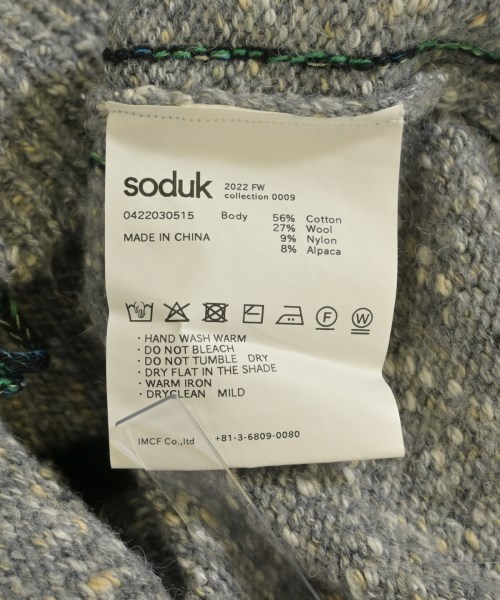 soduk 2022 FW
collection 0009
0422030515 Body 56% Cotton
27% Wool
MADE IN CHINA 9% Nylon
8% Alpaca
F W
· HAND WASH WARM
· DO NOT BLEACH
· DO NOT TUMBLE DRY
· DRY FLAT IN THE SHADE
· WARM IRON
· DRYCLEAN MILD
IMCF Co.,ltd +81-3-6809-0080